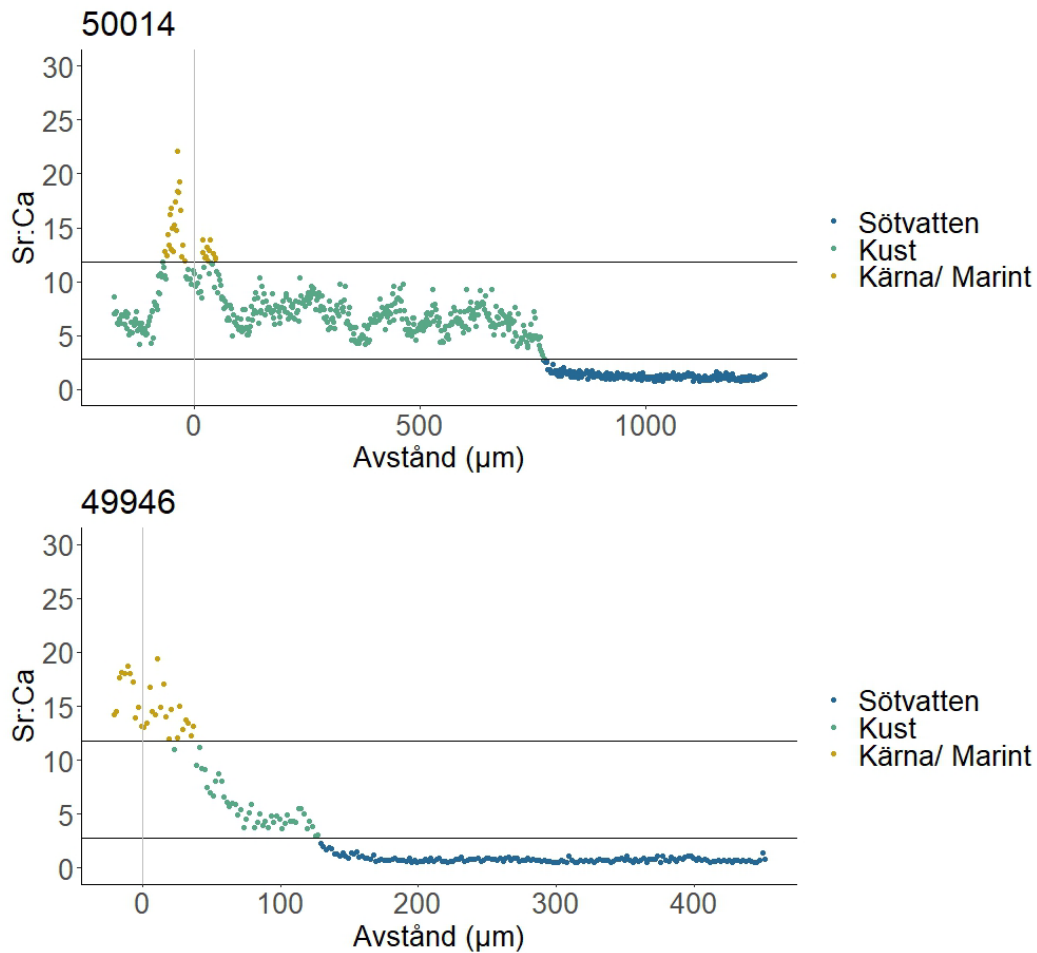 50014
30
25
20
15
10
5
0
Sr:Ca
0 500 1000
Avstånd (µm)
Sötvatten
Kust
Kärna/ Marint
49946
30
25
20
15
10
5
0
Sr:Ca
0 100 200 300 400
Avstånd (µm)
Sötvatten
Kust
Kärna/ Marint